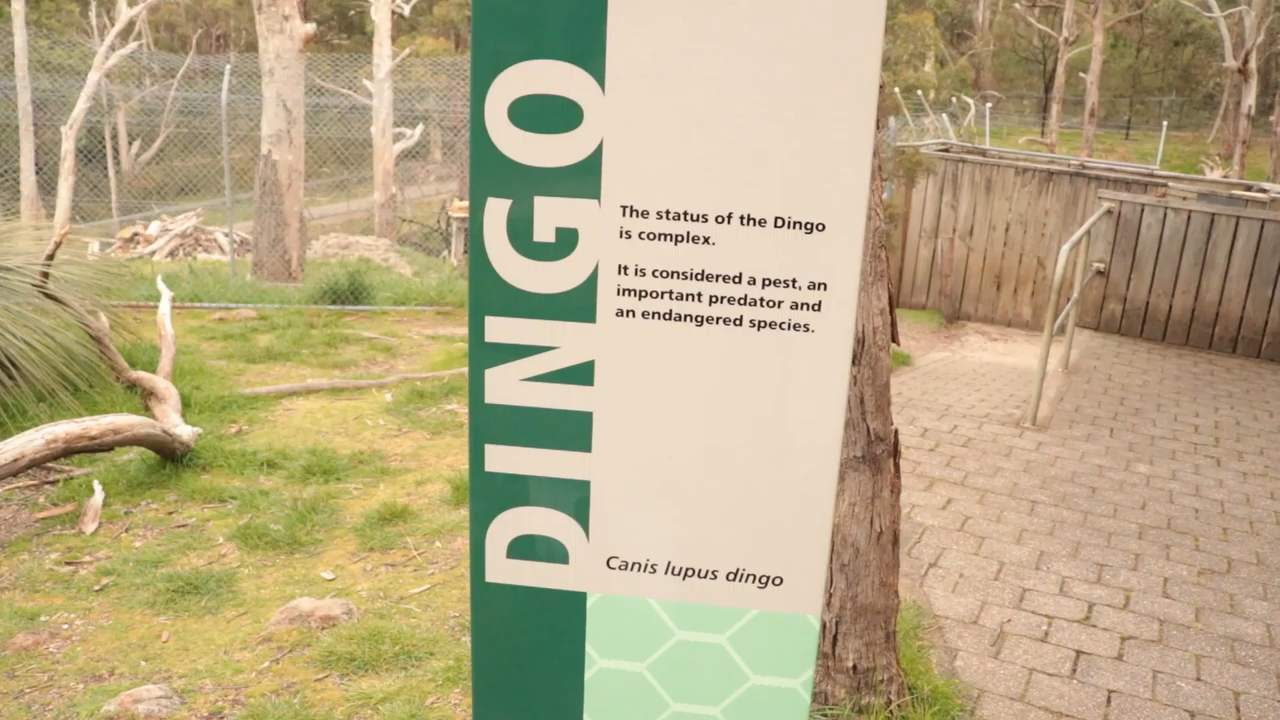 DINGO
The status of the Dingo
is complex.
It is considered a pest, an
important predator and
an endangered species.
Canis lupus dingo